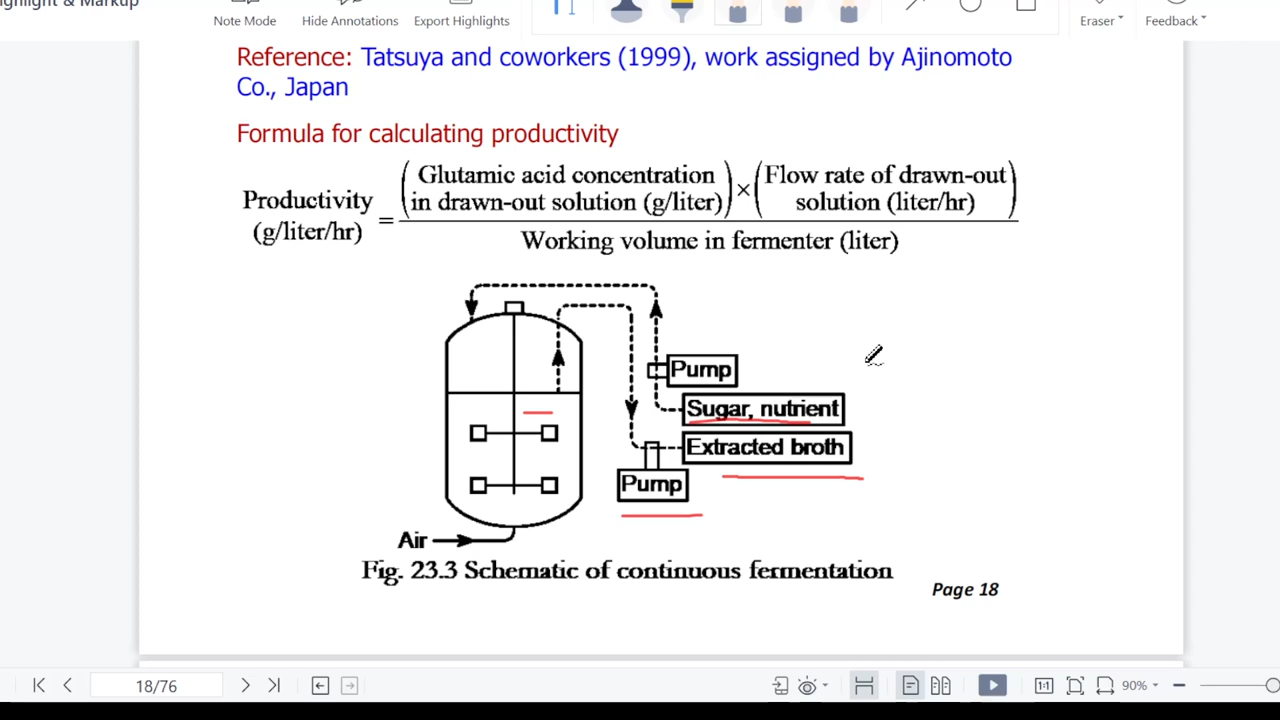 ighlight & Markup
Note Mode
Hide Annotations
Export Highlights
Eraser
Feedback
Reference: Tatsuya and coworkers (1999), work assigned by Ajinomoto
Co., Japan
Formula for calculating productivity
Productivity
(g/liter/hr)
=
(Glutamic acid concentration
in drawn-out solution (g/liter))
×
(Flow rate of drawn-out
solution (liter/hr))
Working volume in fermenter (liter)
Pump
Sugar, nutrient
Extracted broth
Pump
Air
Fig. 23.3 Schematic of continuous fermentation
Page 18
18/76
1:1
90%